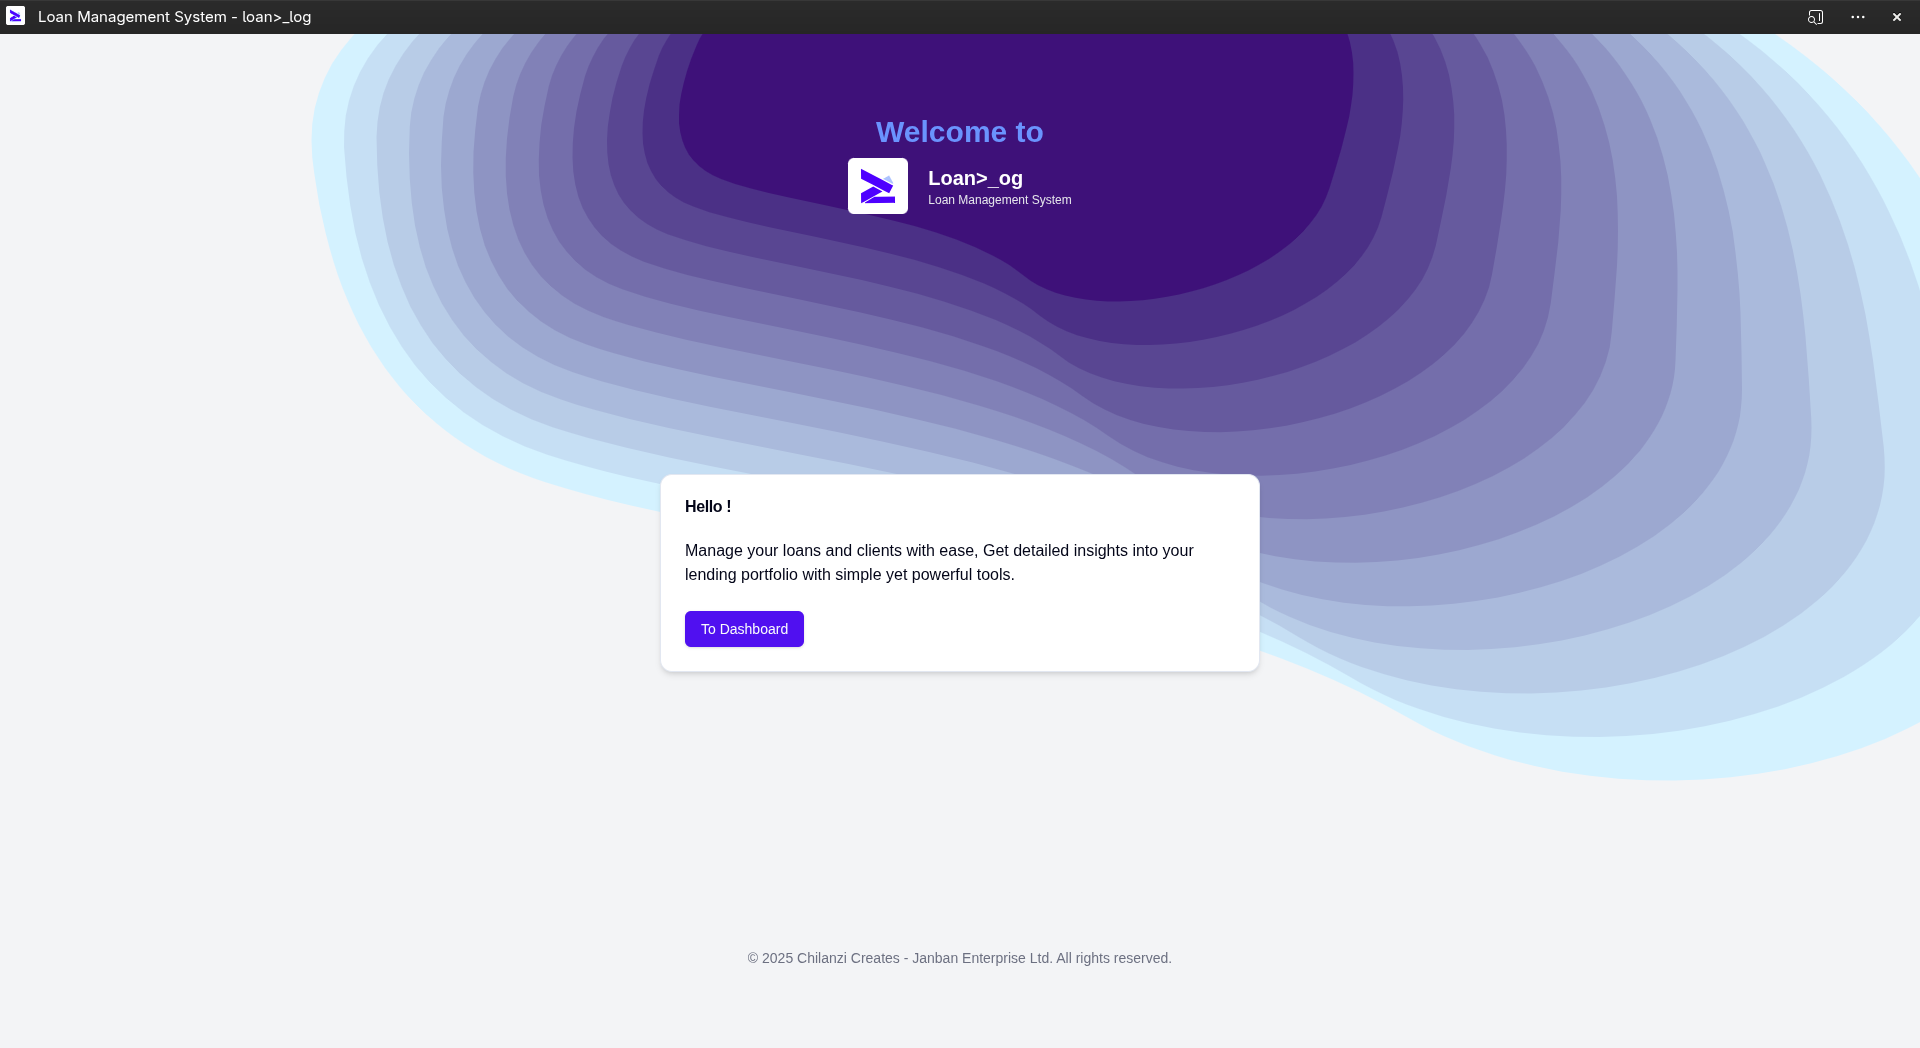 Loan Management System - loan>_log
Welcome to
Loan>_og
Loan Management System
Hello !
Manage your loans and clients with ease, Get detailed insights into your
lending portfolio with simple yet powerful tools.
To Dashboard
© 2025 Chilanzi Creates - Janban Enterprise Ltd. All rights reserved.